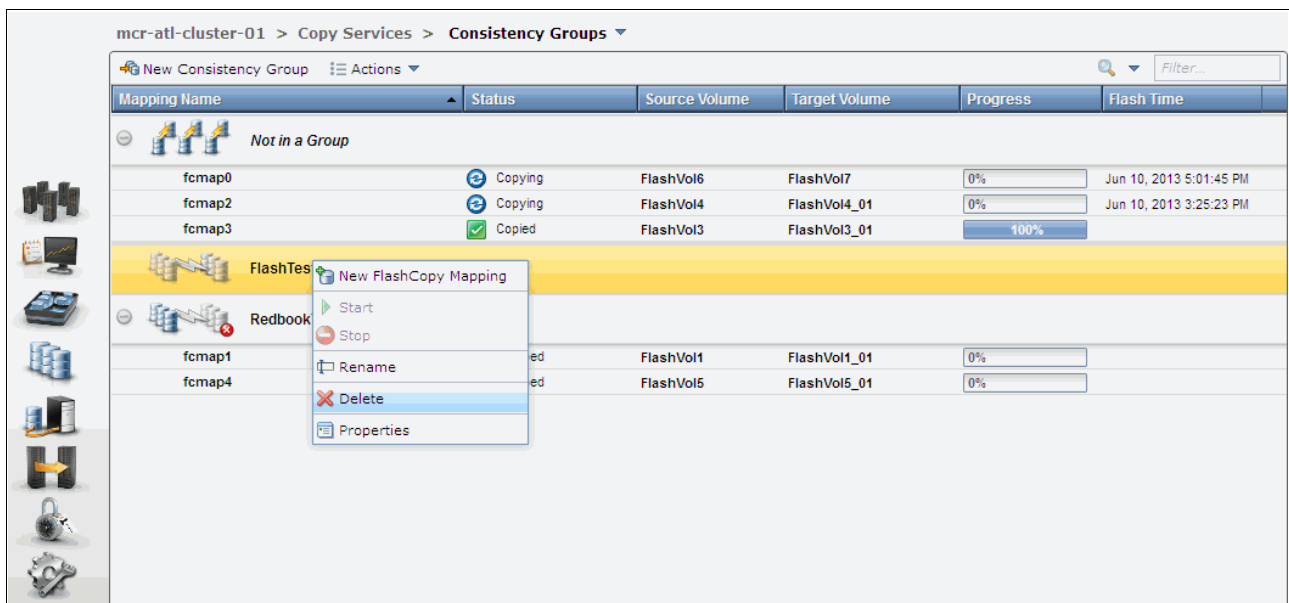 mcr-atl-cluster-01 > Copy Services > Consistency Groups
New Consistency Group Actions Filter...
Mapping Name Status Source Volume Target Volume Progress Flash Time
Not in a Group
fcmap0 Copying FlashVol6 FlashVol7 0% Jun 10, 2013 5:01:45 PM
fcmap2 Copying FlashVol4 FlashVol4_01 0% Jun 10, 2013 3:25:23 PM
fcmap3 Copied FlashVol3 FlashVol3_01 100%
FlashTes
New FlashCopy Mapping
Start
Redbook
Stop
Rename
fcmap1 ed FlashVol1 FlashVol1_01 0%
fcmap4 ed FlashVol5 FlashVol5_01 0%
Delete
Properties